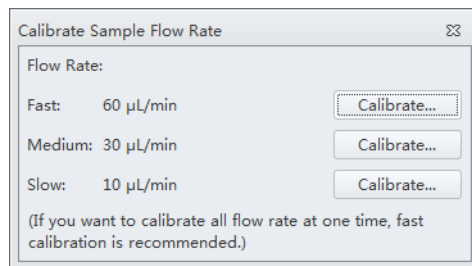 Calibrate Sample Flow Rate
Flow Rate:
Fast: 60 µL/min Calibrate...
Medium: 30 µL/min Calibrate...
Slow: 10 µL/min Calibrate...
(If you want to calibrate all flow rate at one time, fast
calibration is recommended.)